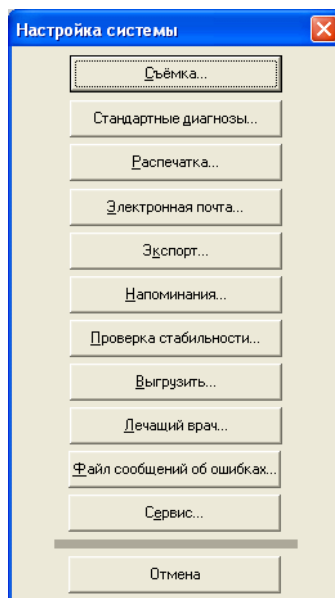 Настройка системы
Съёмка...
Стандартные диагнозы...
Распечатка...
Электронная почта...
Экспорт...
Напоминания...
Проверка стабильности...
Выгрузить...
Лечащий врач...
Файл сообщений об ошибках...
Сервис...
Отмена